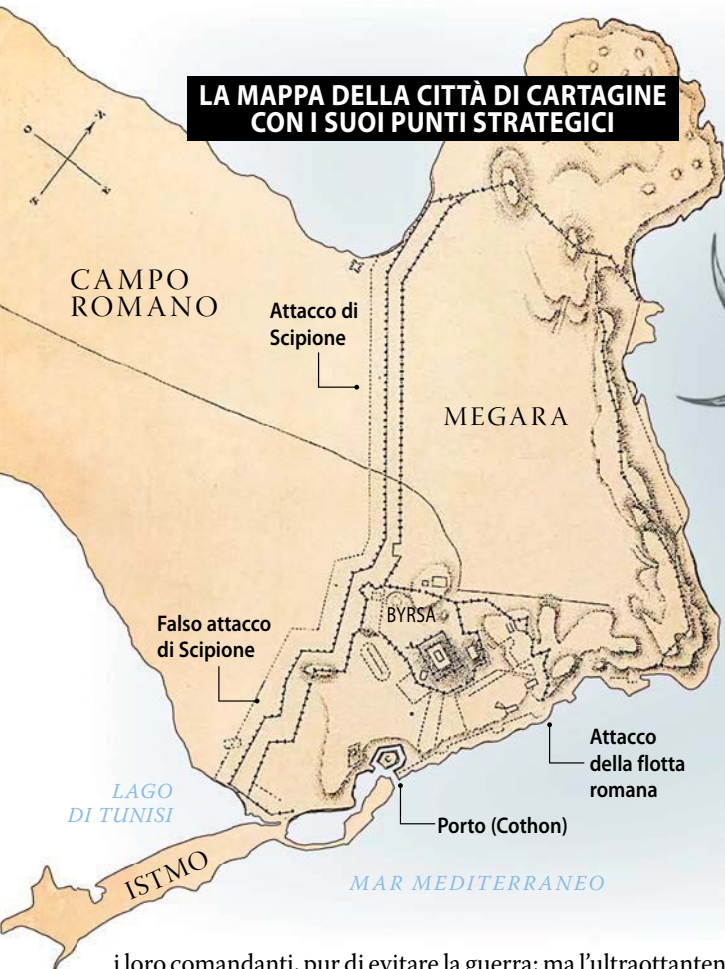 LA MAPPA DELLA CITTÀ DI CARTAGINE
CON I SUOI PUNTI STRATEGICI
N
O
S
E
CAMPO
ROMANO
Attacco di
Scipione
MEGARA
Falso attacco
di Scipione
BYRSA
Attacco
della flotta
romana
LAGO
DI TUNISI
Porto (Cothon)
ISTMO
MAR MEDITERRANEO
i loro comandanti, pur di evitare la guerra; ma l'ultraottanten